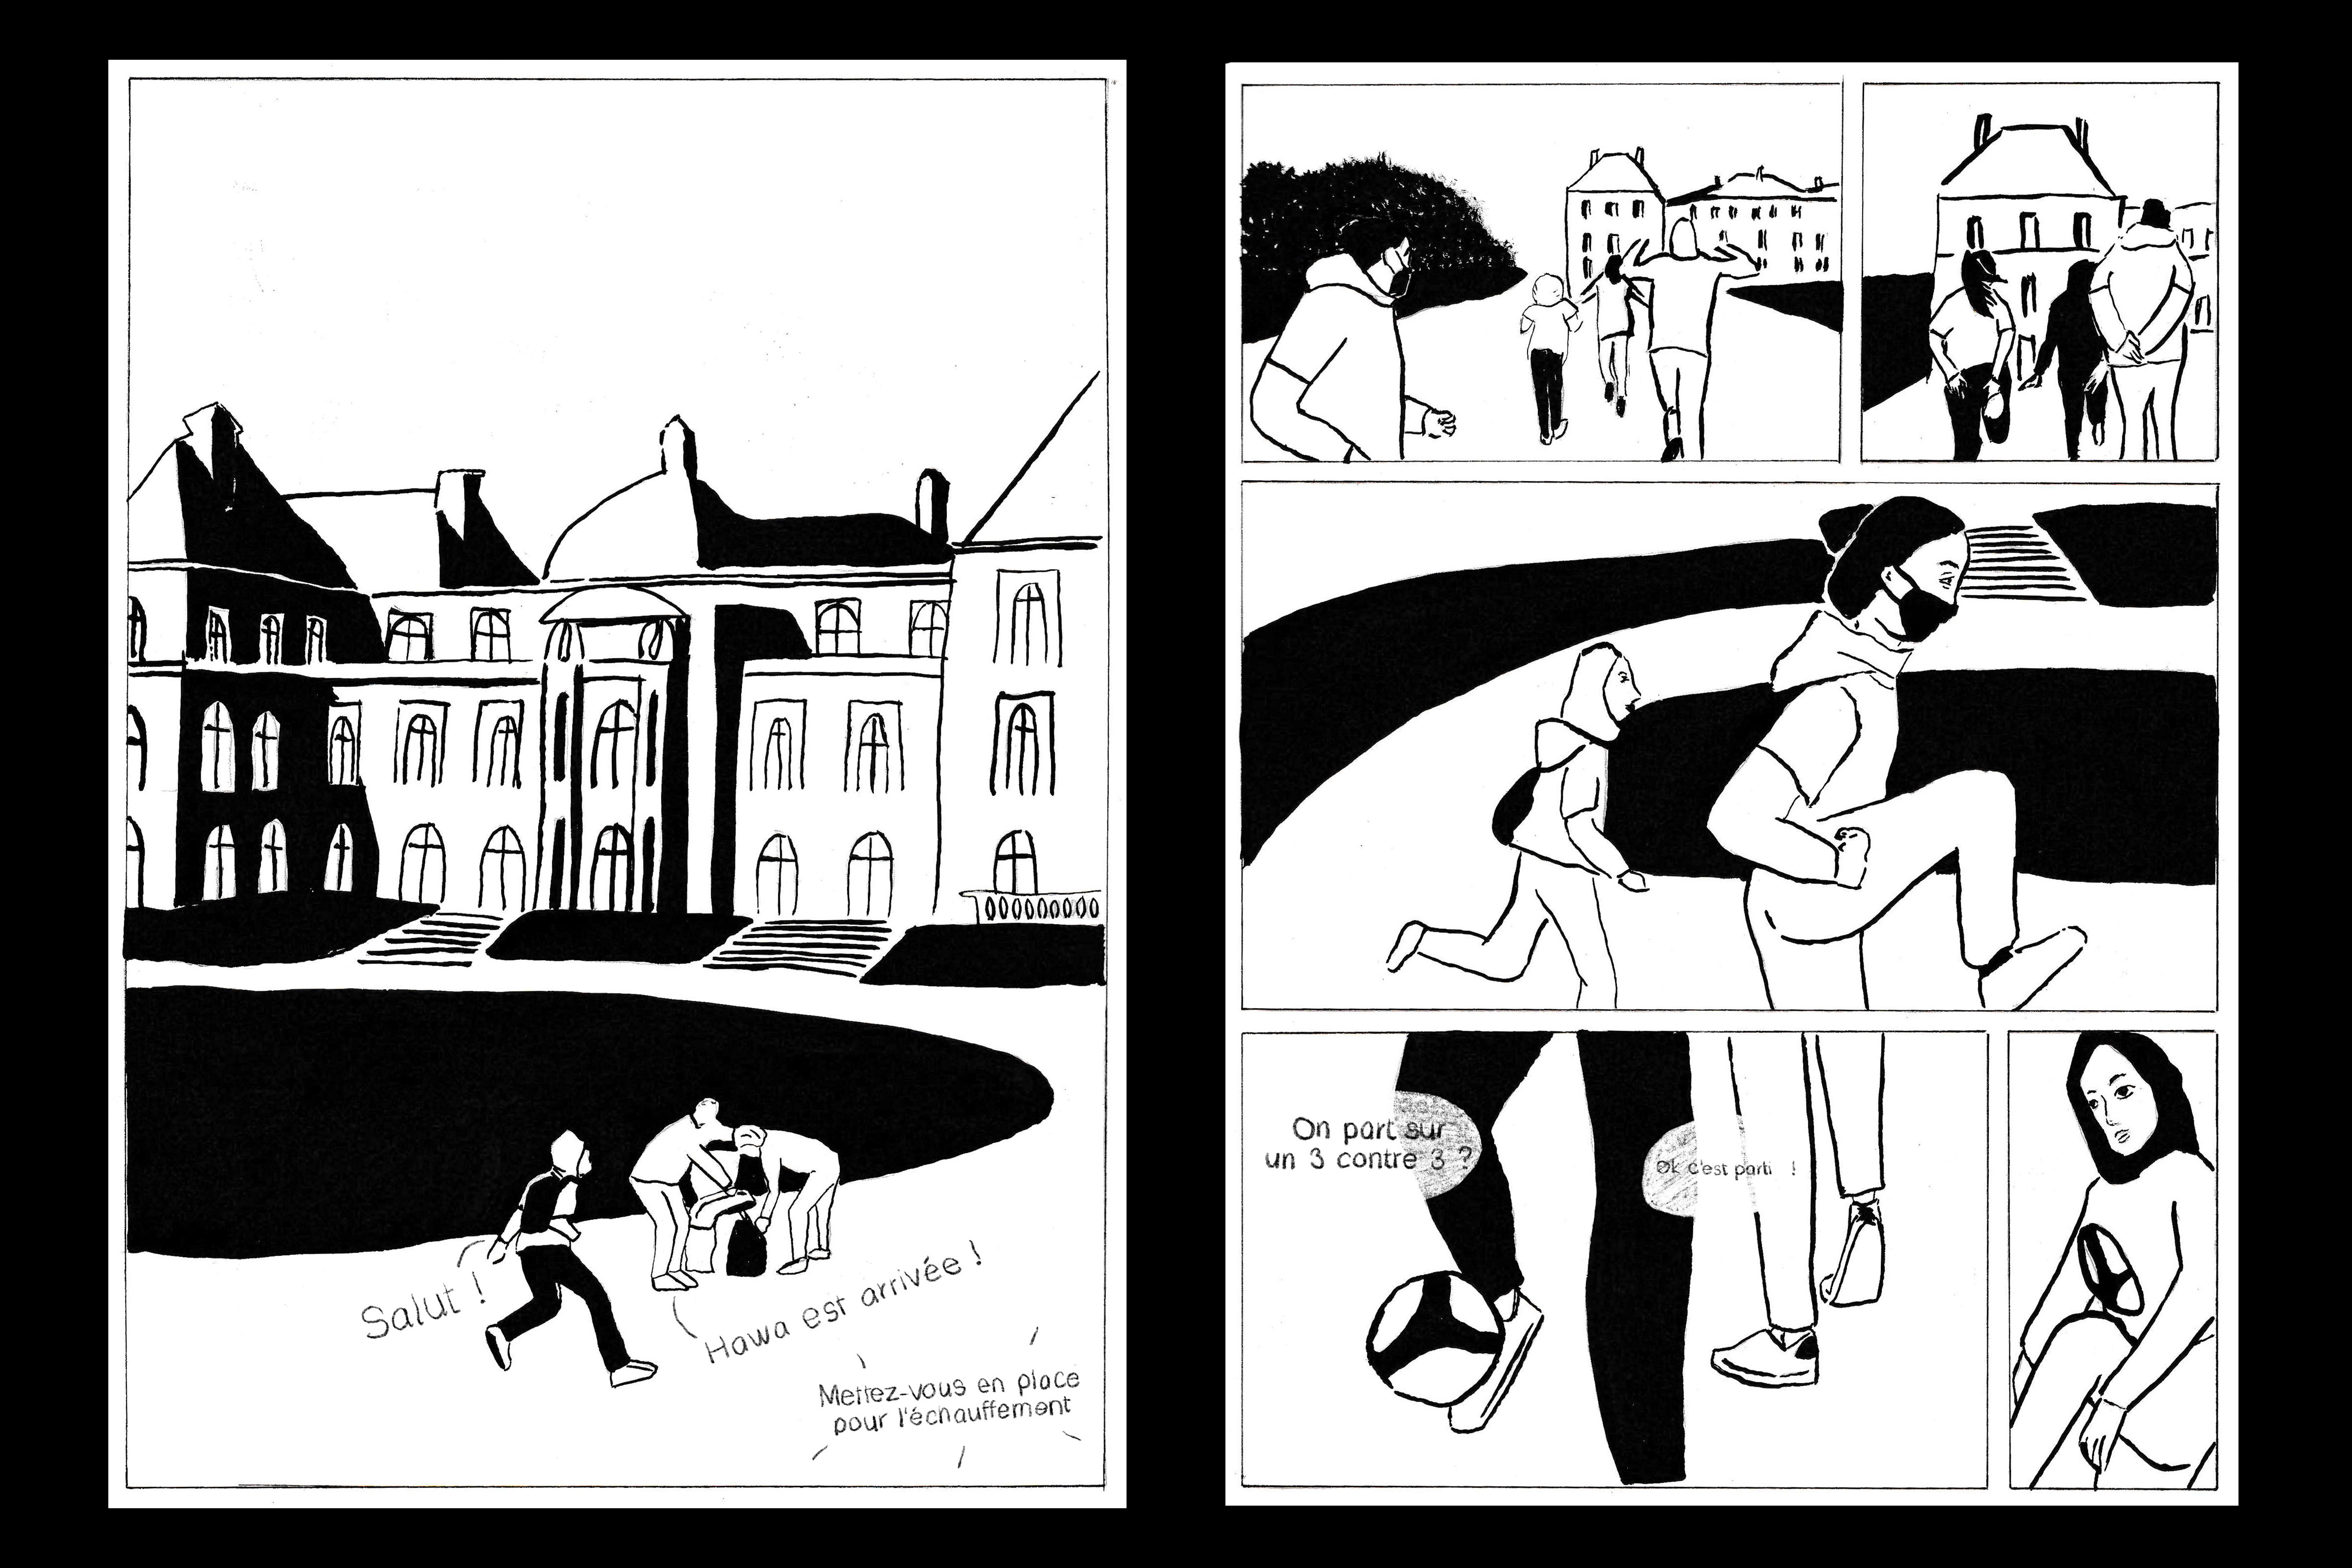 Salut !
Hawa est arrivée !
Mettez-vous en place
pour l'échauffement
On part sur
un 3 contre 3 ?
Ok c'est parti !